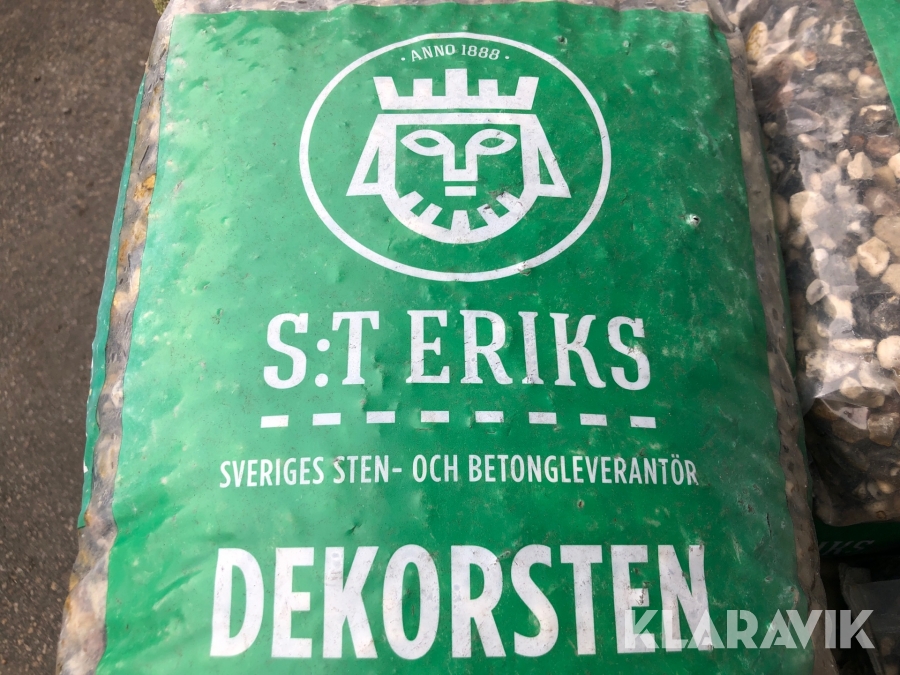 · ANNO 1888 ·
S:T ERIKS
SVERIGES STEN- OCH BETONGLEVERANTÖR
DEKORSTEN
KLARAVIK